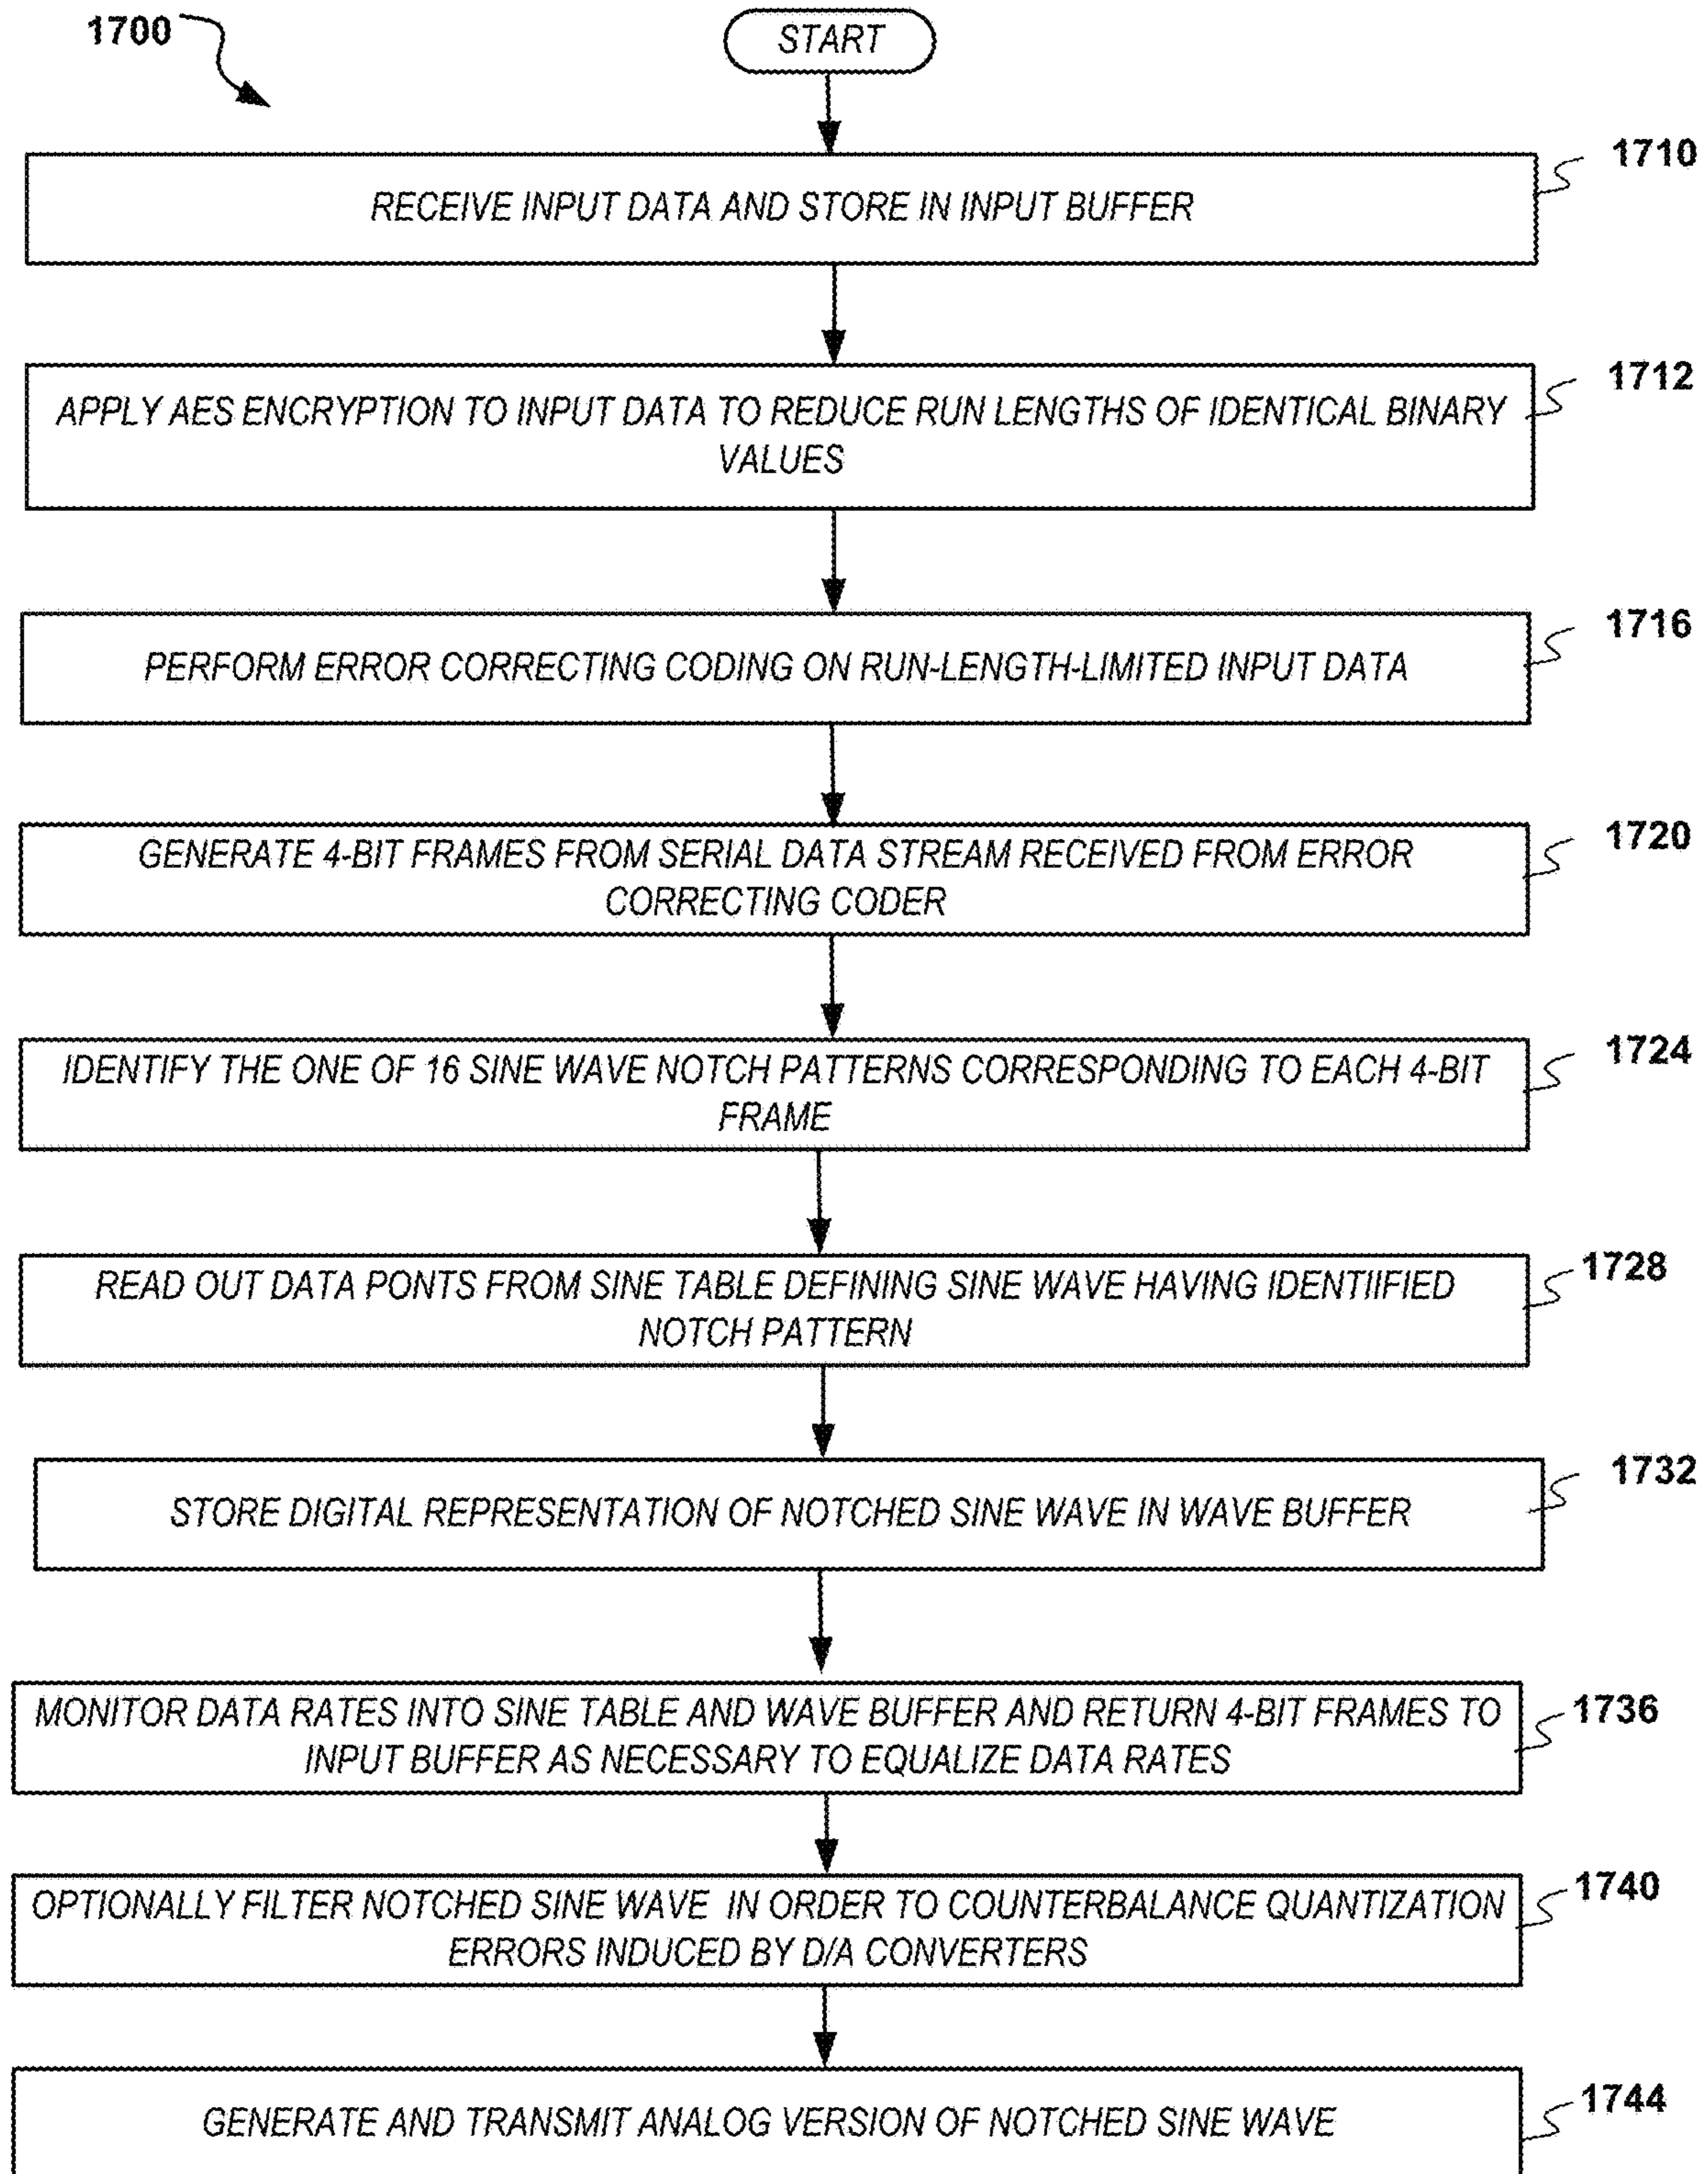 1700
START
1710
RECEIVE INPUT DATA AND STORE IN INPUT BUFFER
1712
APPLY AES ENCRYPTION TO INPUT DATA TO REDUCE RUN LENGTHS OF IDENTICAL BINARY
VALUES
1716
PERFORM ERROR CORRECTING CODING ON RUN-LENGTH-LIMITED INPUT DATA
1720
GENERATE 4-BIT FRAMES FROM SERIAL DATA STREAM RECEIVED FROM ERROR
CORRECTING CODER
1724
IDENTIFY THE ONE OF 16 SINE WAVE NOTCH PATTERNS CORRESPONDING TO EACH 4-BIT
FRAME
1728
READ OUT DATA PONTS FROM SINE TABLE DEFINING SINE WAVE HAVING IDENTIIFIED
NOTCH PATTERN
1732
STORE DIGITAL REPRESENTATION OF NOTCHED SINE WAVE IN WAVE BUFFER
1736
MONITOR DATA RATES INTO SINE TABLE AND WAVE BUFFER AND RETURN 4-BIT FRAMES TO
INPUT BUFFER AS NECESSARY TO EQUALIZE DATA RATES
1740
OPTIONALLY FILTER NOTCHED SINE WAVE IN ORDER TO COUNTERBALANCE QUANTIZATION
ERRORS INDUCED BY D/A CONVERTERS
1744
GENERATE AND TRANSMIT ANALOG VERSION OF NOTCHED SINE WAVE